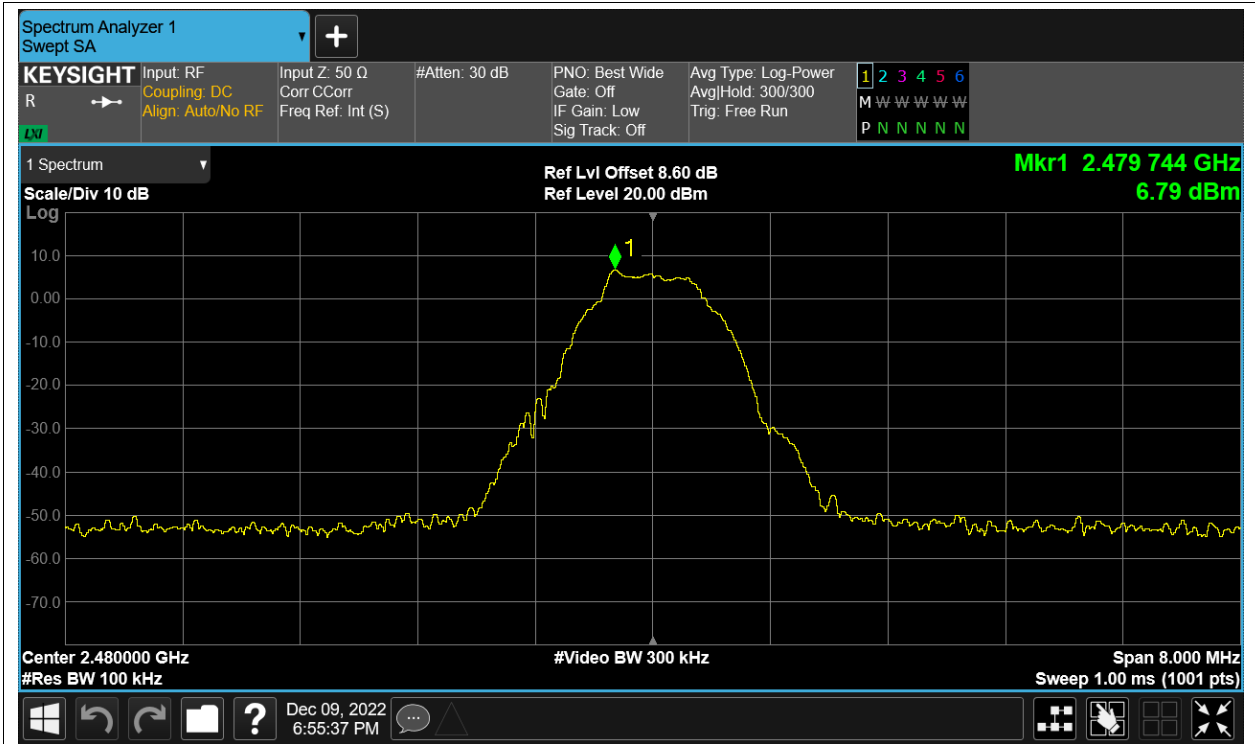 Spectrum Analyzer 1
Swept SA
KEYSIGHT
R
LXI
Input: RF
Coupling: DC
Align: Auto/No RF
Input Z: 50 Ω
Corr CCorr
Freq Ref: Int (S)
#Atten: 30 dB
PNO: Best Wide
Gate: Off
IF Gain: Low
Sig Track: Off
Avg Type: Log-Power
Avg|Hold: 300/300
Trig: Free Run
1 2 3 4 5 6
M W W W W W
P N N N N N
1 Spectrum
Scale/Div 10 dB
Log
Ref Lvl Offset 8.60 dB
Ref Level 20.00 dBm
Mkr1 2.479 744 GHz
6.79 dBm
1
10.0
0.00
-10.0
-20.0
-30.0
-40.0
-50.0
-60.0
-70.0
Center 2.480000 GHz
#Video BW 300 kHz
Span 8.000 MHz
#Res BW 100 kHz
Sweep 1.00 ms (1001 pts)
?
Dec 09, 2022
6:55:37 PM